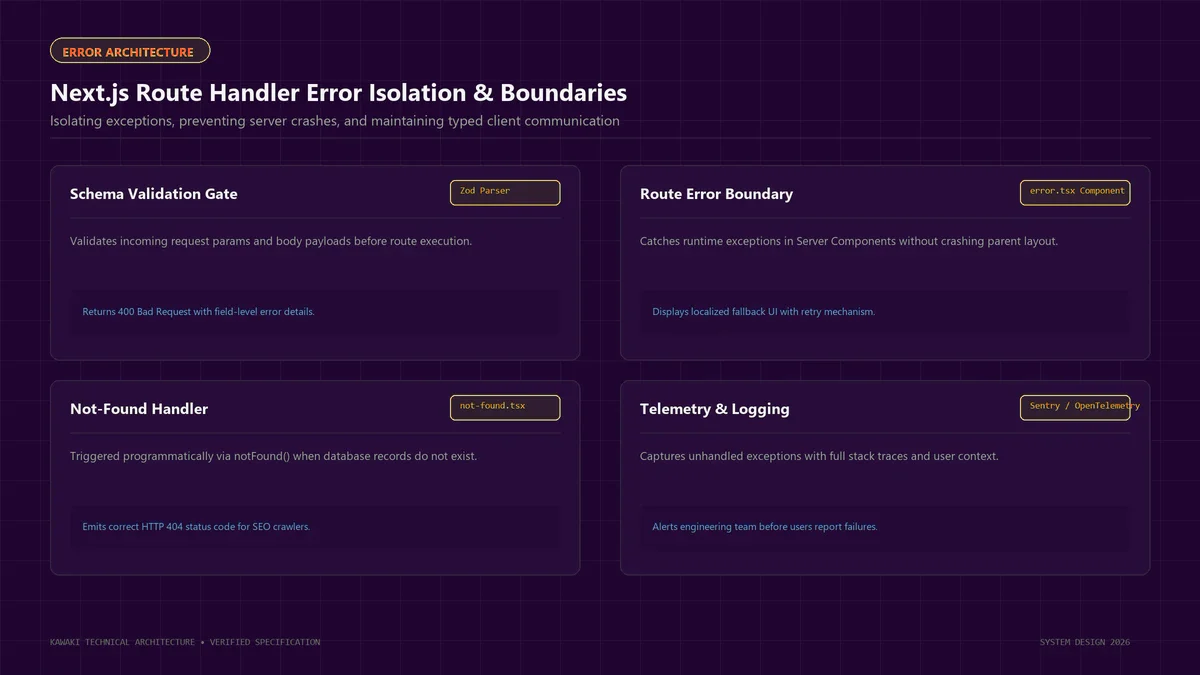 ERROR ARCHITECTURE
Next.js Route Handler Error Isolation & Boundaries
Isolating exceptions, preventing server crashes, and maintaining typed client communication
Schema Validation Gate
Zod Parser
Validates incoming request params and body payloads before route execution.
Returns 400 Bad Request with field-level error details.
Route Error Boundary
error.tsx Component
Catches runtime exceptions in Server Components without crashing parent layout.
Displays localized fallback UI with retry mechanism.
Not-Found Handler
not-found.tsx
Triggered programmatically via notFound() when database records do not exist.
Emits correct HTTP 404 status code for SEO crawlers.
Telemetry & Logging
Sentry / OpenTelemetry
Captures unhandled exceptions with full stack traces and user context.
Alerts engineering team before users report failures.
KAWAKI TECHNICAL ARCHITECTURE • VERIFIED SPECIFICATION
SYSTEM DESIGN 2026